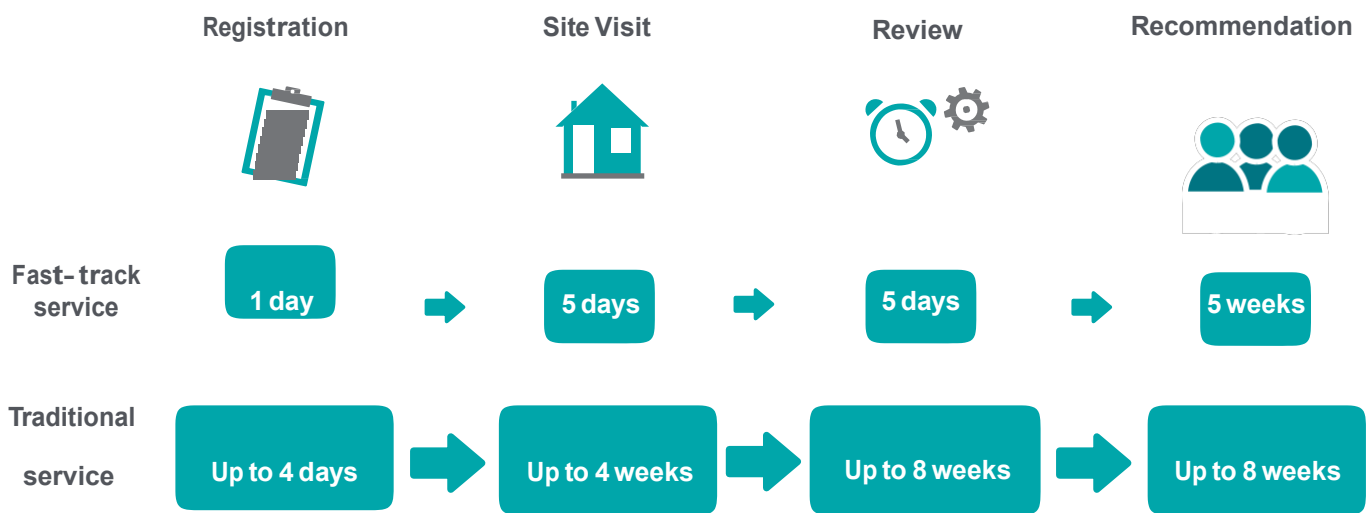 Registration
Site Visit
Review
Recommendation
Fast-track
service
1 day
5 days
5 days
5 weeks
Traditional
service
Up to 4 days
Up to 4 weeks
Up to 8 weeks
Up to 8 weeks